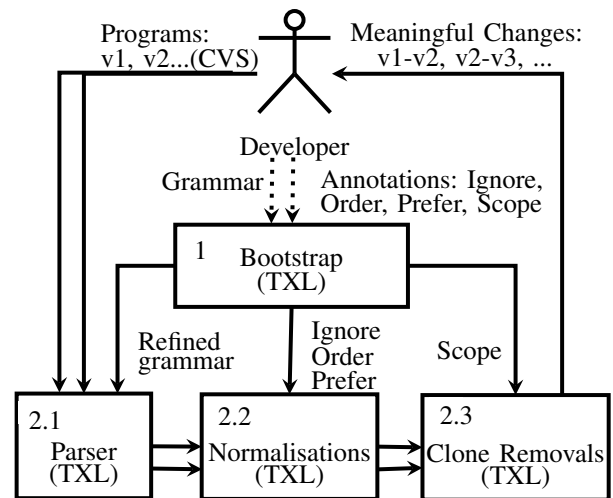 Programs:
v1, v2...(CVS)
Meaningful Changes:
v1-v2, v2-v3, ...
Developer
Grammar
Annotations: Ignore,
Order, Prefer, Scope
1
Bootstrap
(TXL)
Refined
grammar
Ignore
Order
Prefer
Scope
2.1
Parser
(TXL)
2.2
Normalisations
(TXL)
2.3
Clone Removals
(TXL)